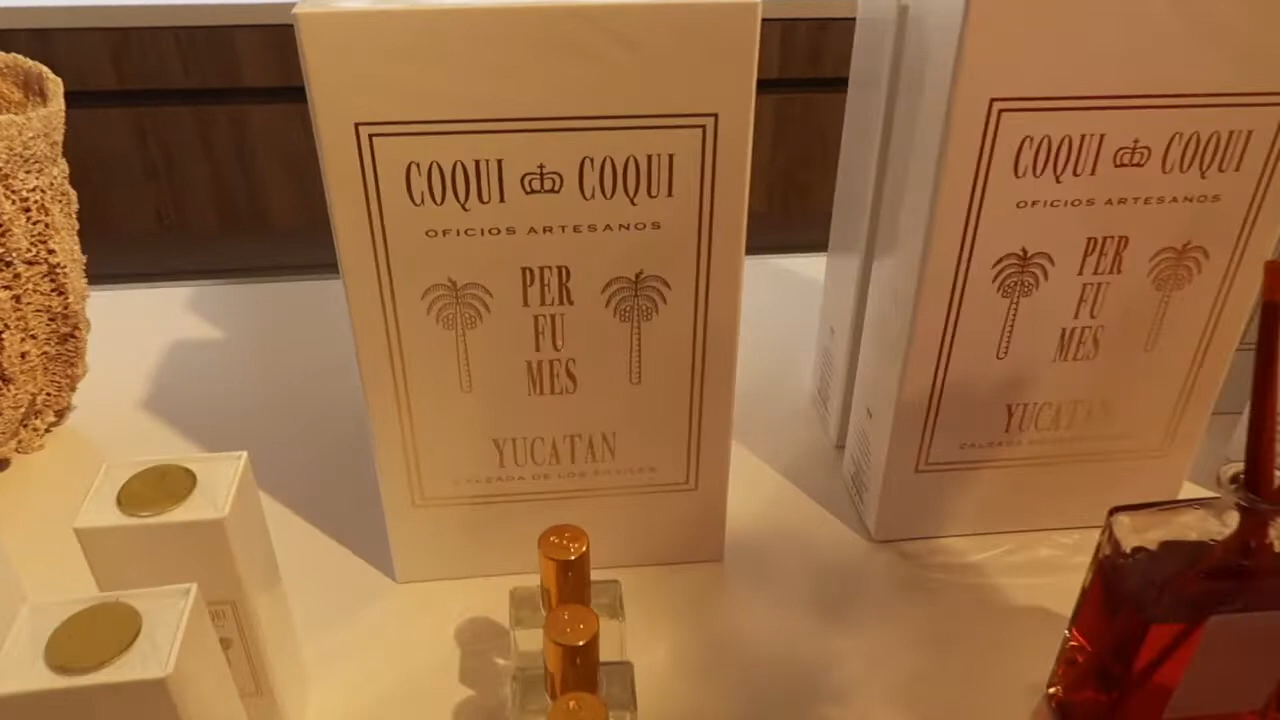 COQUI COQUI
OFICIOS ARTESANOS
PER
FU
MES
YUCATAN
CALZADA DE LOS
COQUI COQUI
OFICIOS ARTESANOS
PER
FU
MES
YUCATAN
CALZADA